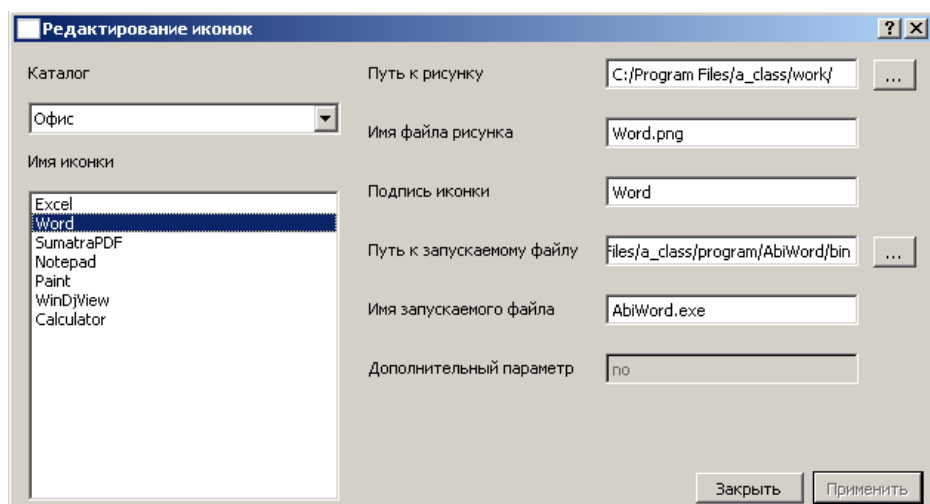 Редактирование иконок
Каталог
Офис
Имя иконки
Excel
Word
SumatraPDF
Notepad
Paint
WinDjView
Calculator
Путь к рисунку
C:/Program Files/a_class/work/
...
Имя файла рисунка
Word.png
Подпись иконки
Word
Путь к запускаемому файлу
Files/a_class/program/AbiWord/bin
...
Имя запускаемого файла
AbiWord.exe
Дополнительный параметр
no
Закрыть
Применить